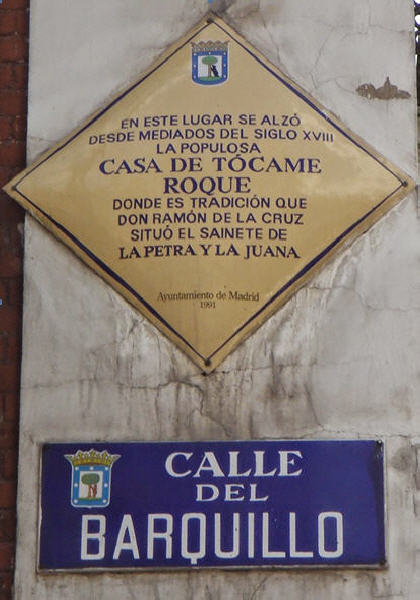 EN ESTE LUGAR SE ALZÓ
DESDE MEDIADOS DEL SIGLO XVIII
LA POPULOSA
CASA DE TÓCAME
ROQUE
DONDE ES TRADICIÓN QUE
DON RAMÓN DE LA CRUZ
SITUÓ EL SAINETE DE
LA PETRA Y LA JUANA
Ayuntamiento de Madrid
1991
CALLE
DEL
BARQUILLO